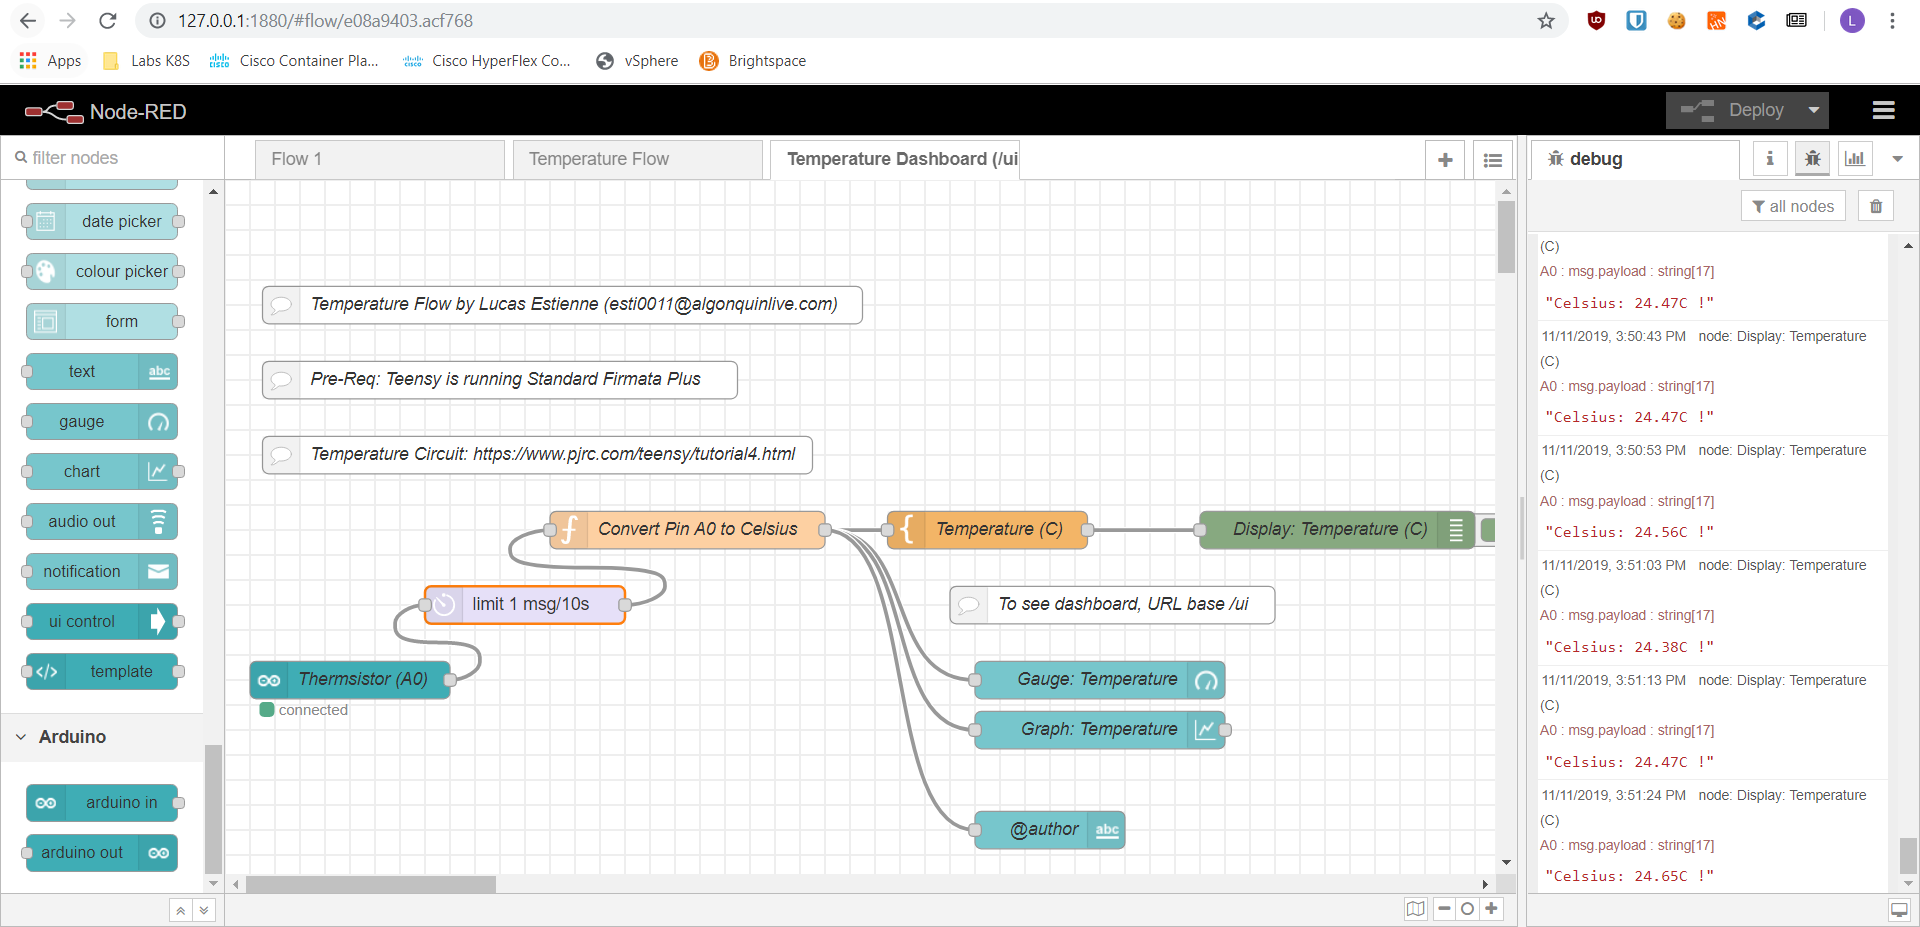 127.0.0.1:1880/#flow/e08a9403.acf768
L
Apps
Labs K8S
Cisco Container Pla...
Cisco HyperFlex Co...
vSphere
Brightspace
Node-RED
Deploy
filter nodes
Flow 1
Temperature Flow
Temperature Dashboard (/ui
debug
all nodes
date picker
colour picker
form
text
abc
gauge
chart
audio out
notification
ui control
template
Arduino
arduino in
arduino out
Temperature Flow by Lucas Estienne (esti0011@algonquinlive.com)
Pre-Req: Teensy is running Standard Firmata Plus
Temperature Circuit: https://www.pjrc.com/teensy/tutorial4.html
Convert Pin A0 to Celsius
Temperature (C)
Display: Temperature (C)
limit 1 msg/10s
To see dashboard, URL base /ui
Thermsistor (A0)
connected
Gauge: Temperature
Graph: Temperature
@author
abc
(C)
A0 : msg.payload : string[17]
"Celsius: 24.47C !"
11/11/2019, 3:50:43 PM node: Display: Temperature
(C)
A0 : msg.payload : string[17]
"Celsius: 24.47C !"
11/11/2019, 3:50:53 PM node: Display: Temperature
(C)
A0 : msg.payload : string[17]
"Celsius: 24.56C !"
11/11/2019, 3:51:03 PM node: Display: Temperature
(C)
A0 : msg.payload : string[17]
"Celsius: 24.38C !"
11/11/2019, 3:51:13 PM node: Display: Temperature
(C)
A0 : msg.payload : string[17]
"Celsius: 24.47C !"
11/11/2019, 3:51:24 PM node: Display: Temperature
(C)
A0 : msg.payload : string[17]
"Celsius: 24.65C !"